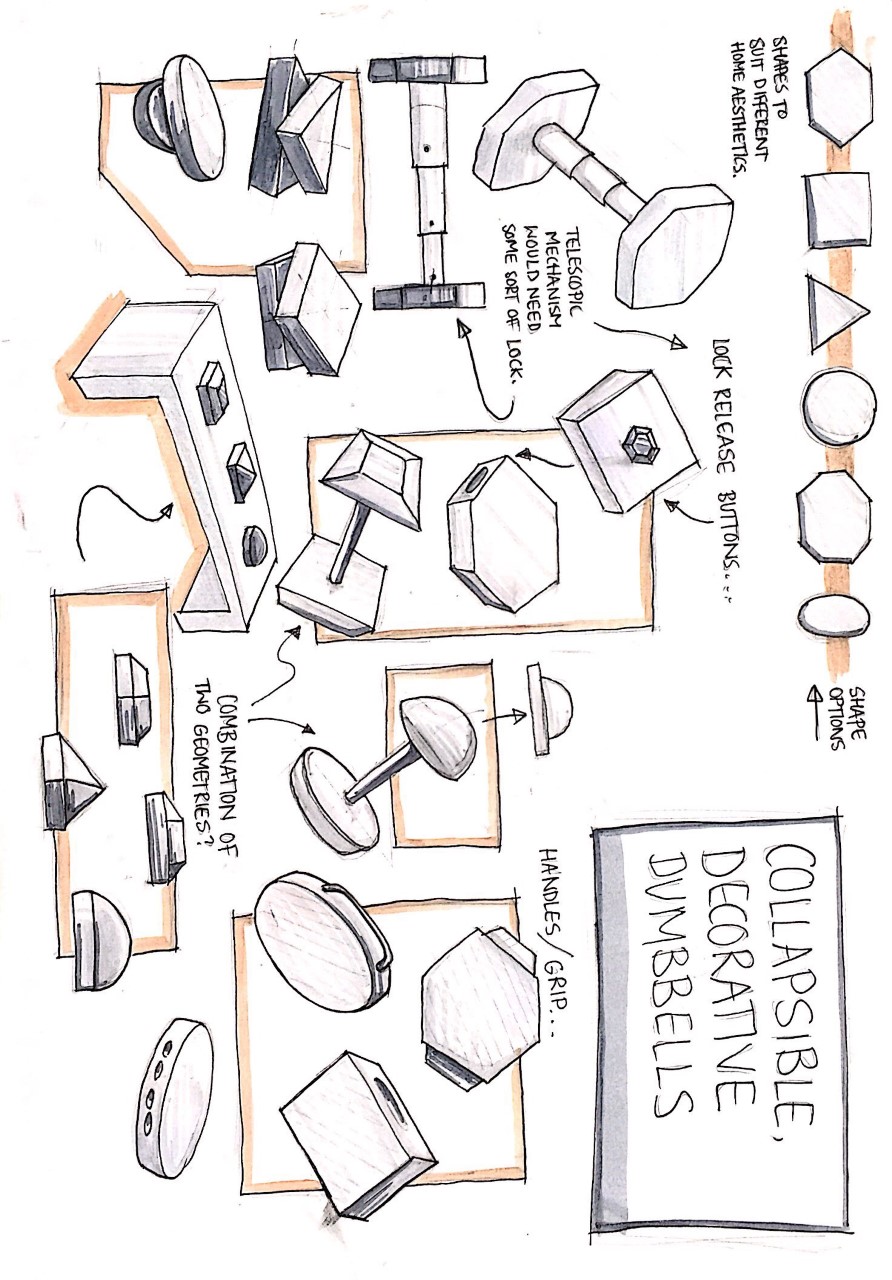 SHAPE
OPTIONS
COLLAPSIBLE,
DECORATIVE
DUMBBELLS
SHAPES TO
SUIT DIFFERENT
HOME AESTHETICS.
LOCK RELEASE BUTTONS.....
TELESCOPIC
MECHANISM
WOULD NEED
SOME SORT OF LOCK.
HANDLES/GRIP...
COMBINATION OF
TWO GEOMETRIES?